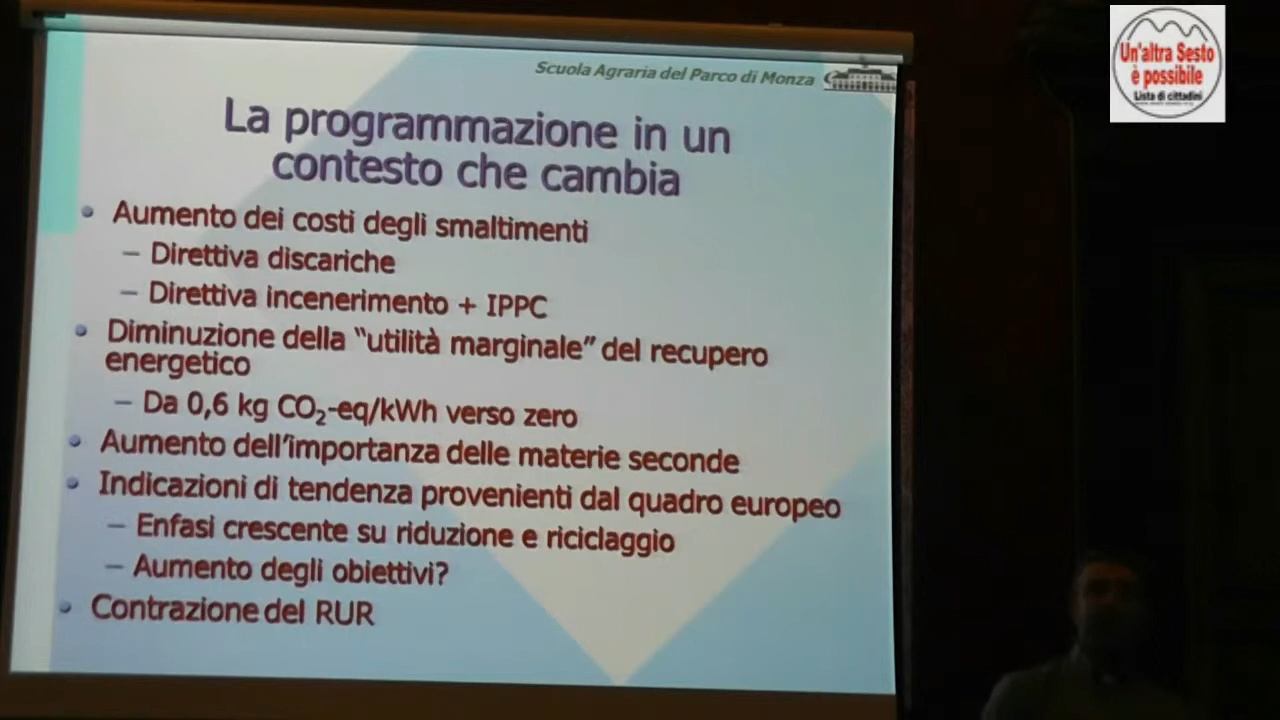 Scuola Agraria del Parco di Monza
La programmazione in un
contesto che cambia
• Aumento dei costi degli smaltimenti
– Direttiva discariche
– Direttiva incenerimento + IPPC
• Diminuzione della “utilità marginale” del recupero
energetico
– Da 0,6 kg CO₂-eq/kWh verso zero
• Aumento dell’importanza delle materie seconde
• Indicazioni di tendenza provenienti dal quadro europeo
– Enfasi crescente su riduzione e riciclaggio
– Aumento degli obiettivi?
• Contrazione del RUR
Un'altra Sesto
è possibile
Lista di cittadini